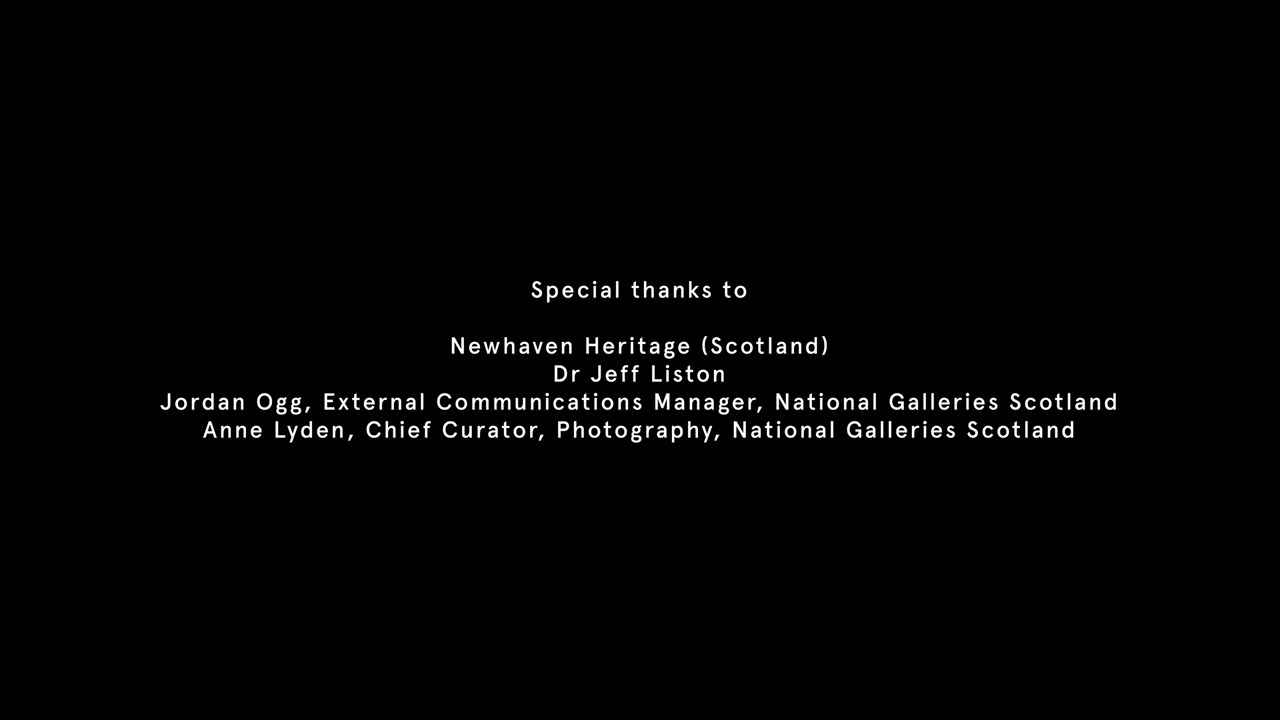 Special thanks to
Newhaven Heritage (Scotland)
Dr Jeff Liston
Jordan Ogg, External Communications Manager, National Galleries Scotland
Anne Lyden, Chief Curator, Photography, National Galleries Scotland